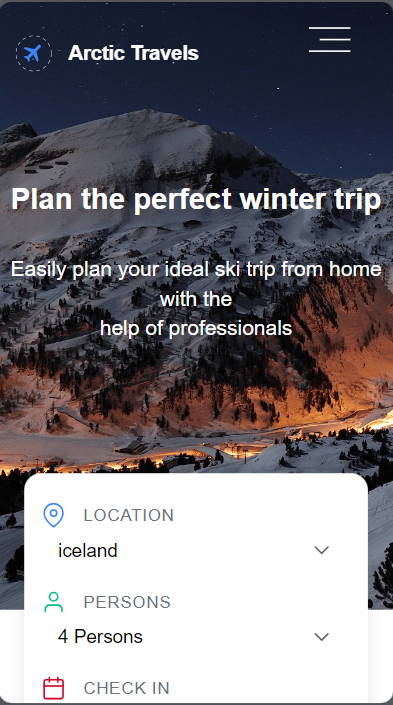 Arctic Travels
Plan the perfect winter trip
Easily plan your ideal ski trip from home
with the
help of professionals
LOCATION
iceland
PERSONS
4 Persons
CHECK IN